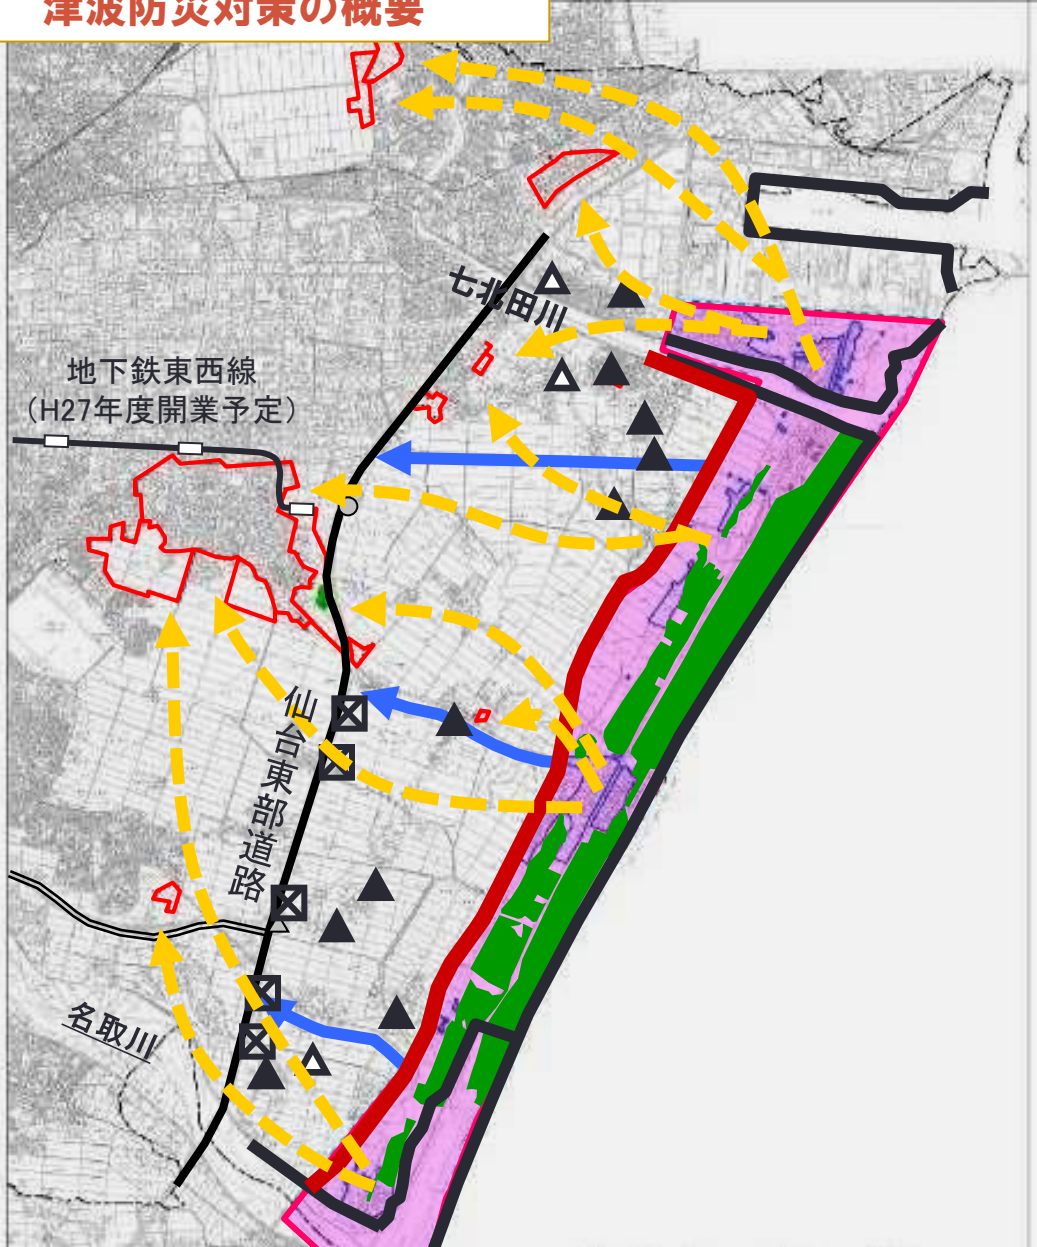 津波防災対策の概要
七北田川
地下鉄東西線
（H27年度開業予定）
仙台東部道路
名取川